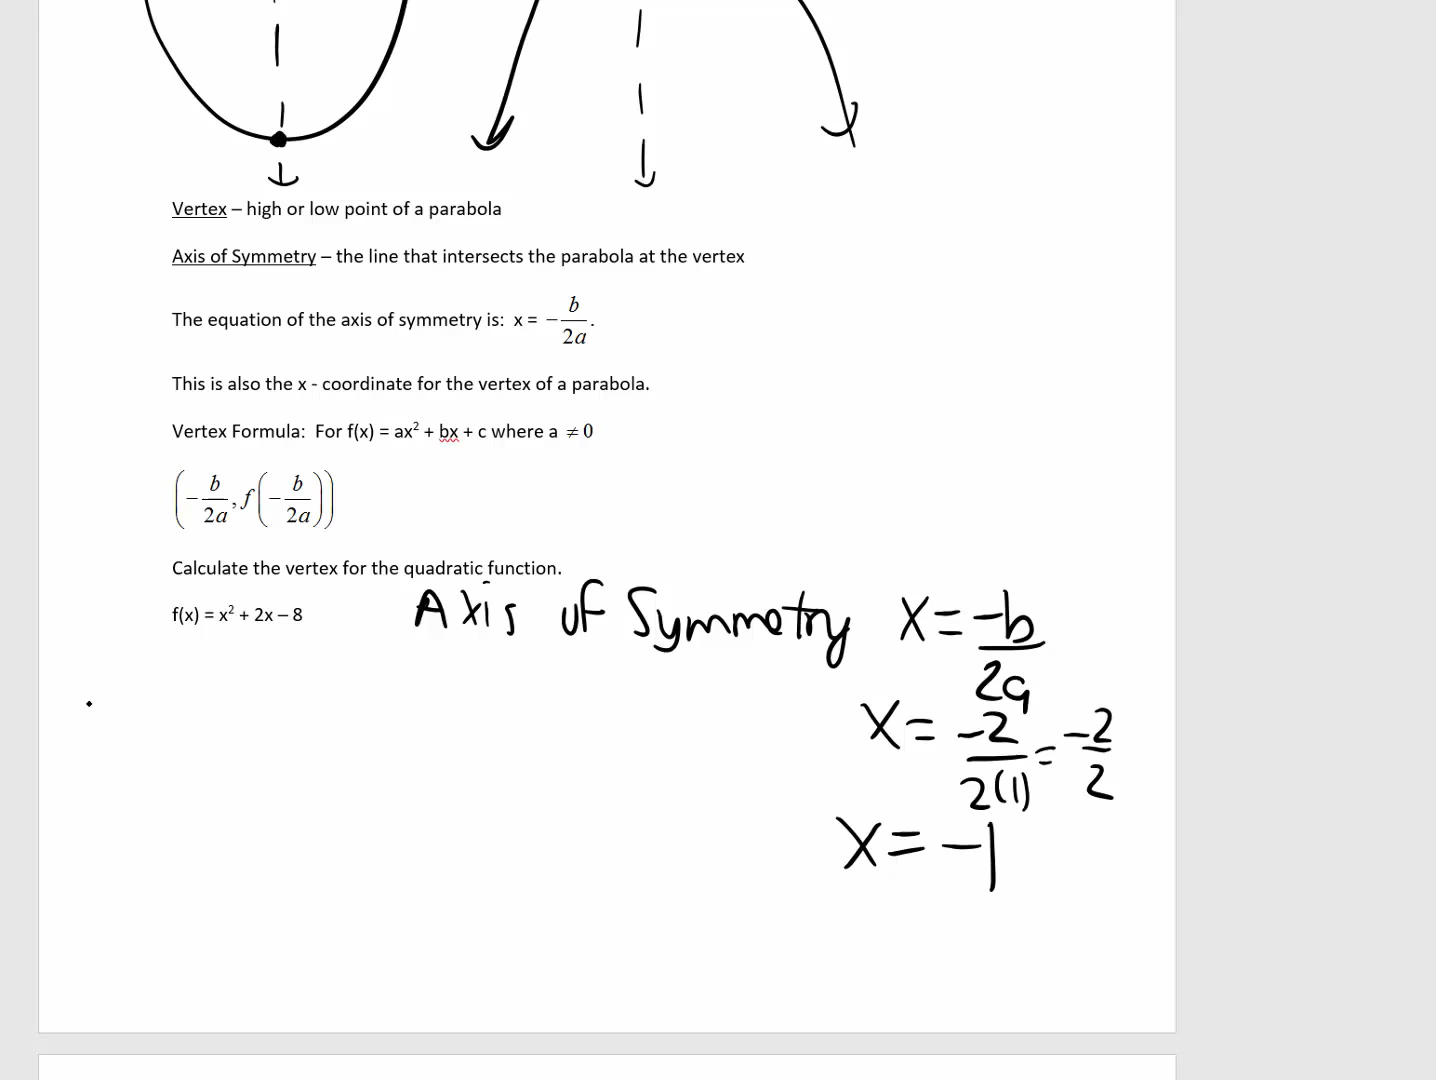 Vertex – high or low point of a parabola
Axis of Symmetry – the line that intersects the parabola at the vertex
The equation of the axis of symmetry is: x = −b/2a.
This is also the x - coordinate for the vertex of a parabola.
Vertex Formula: For f(x) = ax² + bx + c where a ≠ 0
(−b/2a, f(−b/2a))
Calculate the vertex for the quadratic function.
f(x) = x² + 2x – 8
Axis of Symmetry x = -b/2a
x = -2/2(1) = -2/2
x = -1